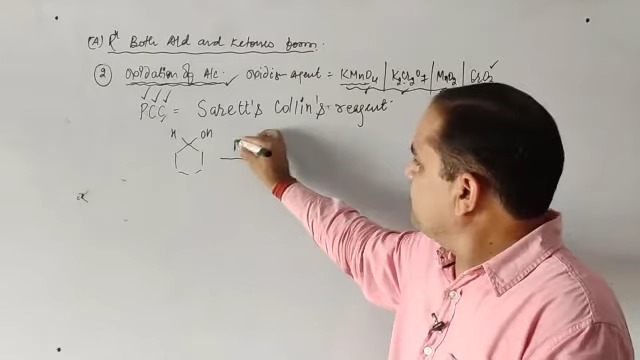 (A) Rxn Both Ald and Ketones form.
② Oxidation of Alc: oxidis-agent = KMnO4 | K2Cr2O7 | MnO2 | CrO3
PCC = Sarett's Collin's-reagent
H OH
x